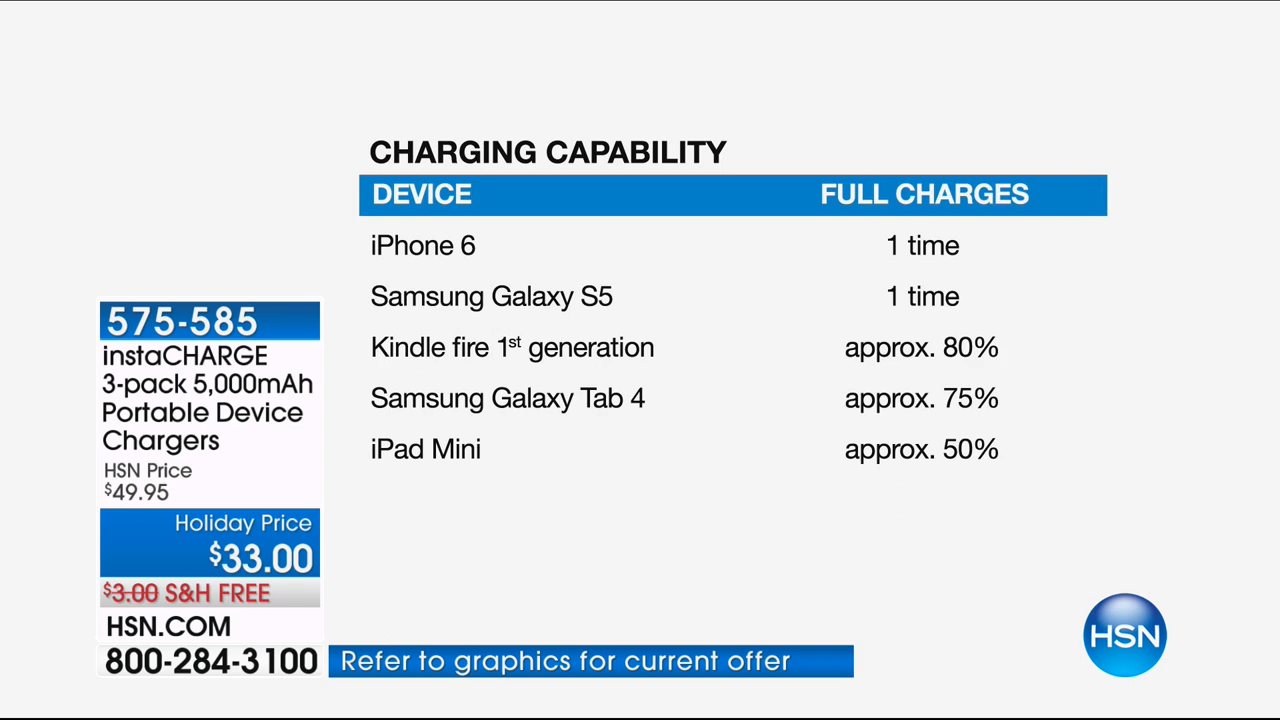 CHARGING CAPABILITY
DEVICE FULL CHARGES
iPhone 6 1 time
Samsung Galaxy S5 1 time
Kindle fire 1st generation approx. 80%
Samsung Galaxy Tab 4 approx. 75%
iPad Mini approx. 50%
575-585
instaCHARGE
3-pack 5,000mAh
Portable Device
Chargers
HSN Price
$49.95
Holiday Price
$33.00
$3.00 S&H FREE
HSN.COM
800-284-3100
Refer to graphics for current offer
HSN